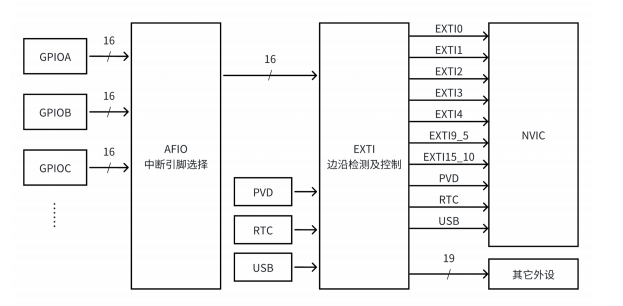 GPIOA
16
GPIOB
16
GPIOC
16
AFIO
中断引脚选择
16
PVD
RTC
USB
EXTI
边沿检测及控制
EXTI0
EXTI1
EXTI2
EXTI3
EXTI4
EXTI9_5
EXTI15_10
PVD
RTC
USB
19
NVIC
其它外设